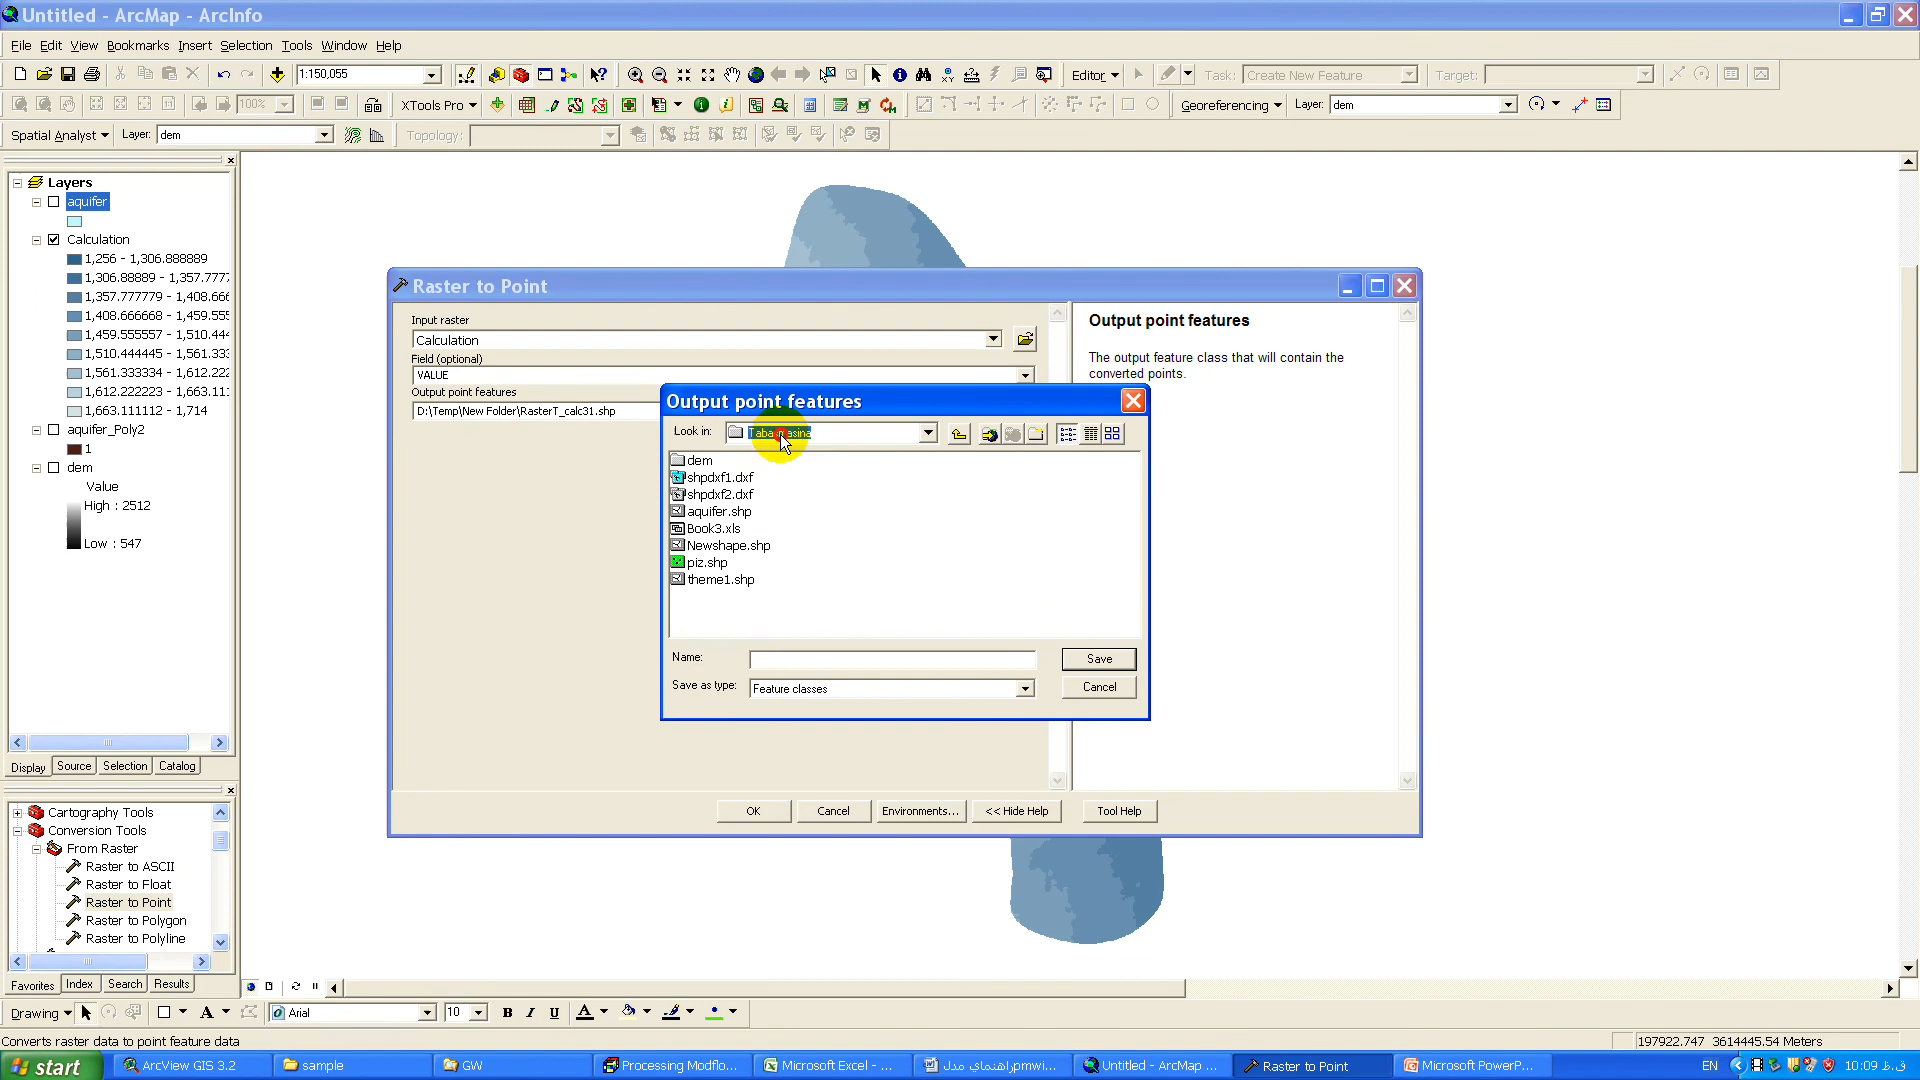 Untitled - ArcMap - ArcInfo
File Edit View Bookmarks Insert Selection Tools Window Help
1:150,055
Editor
Task: Create New Feature
Target:
100%
XTools Pro
Georeferencing
Layer: dem
Spatial Analyst
Layer: dem
Topology:
Layers
aquifer
Calculation
1,256 - 1,306.888889
1,306.88889 - 1,357.7777
1,357.777779 - 1,408.666
1,408.666668 - 1,459.555
1,459.555557 - 1,510.444
1,510.444445 - 1,561.333
1,561.333334 - 1,612.222
1,612.222223 - 1,663.111
1,663.111112 - 1,714
aquifer_Poly2
1
dem
Value
High : 2512
Low : 547
Display Source Selection Catalog
Cartography Tools
Conversion Tools
From Raster
Raster to ASCII
Raster to Float
Raster to Point
Raster to Polygon
Raster to Polyline
Favorites Index Search Results
Raster to Point
Input raster
Calculation
Field (optional)
VALUE
Output point features
D:\Temp\New Folder\RasterT_calc31.shp
Output point features
The output feature class that will contain the
converted points.
Output point features
Look in:
dem
shpdxf1.dxf
shpdxf2.dxf
aquifer.shp
Book3.xls
Newshape.shp
piz.shp
theme1.shp
Name:
Save
Save as type: Feature classes
Cancel
OK Cancel Environments... << Hide Help Tool Help
Drawing
A
Arial
10
B I U A
Converts raster data to point feature data
197922.747 3614445.54 Meters
start
ArcView GIS 3.2
sample
GW
Processing Modflo...
Microsoft Excel - ...
راهنماي مدل pmwi...
Untitled - ArcMap ...
Raster to Point
Microsoft PowerP...
EN
10:09 ق.ظ